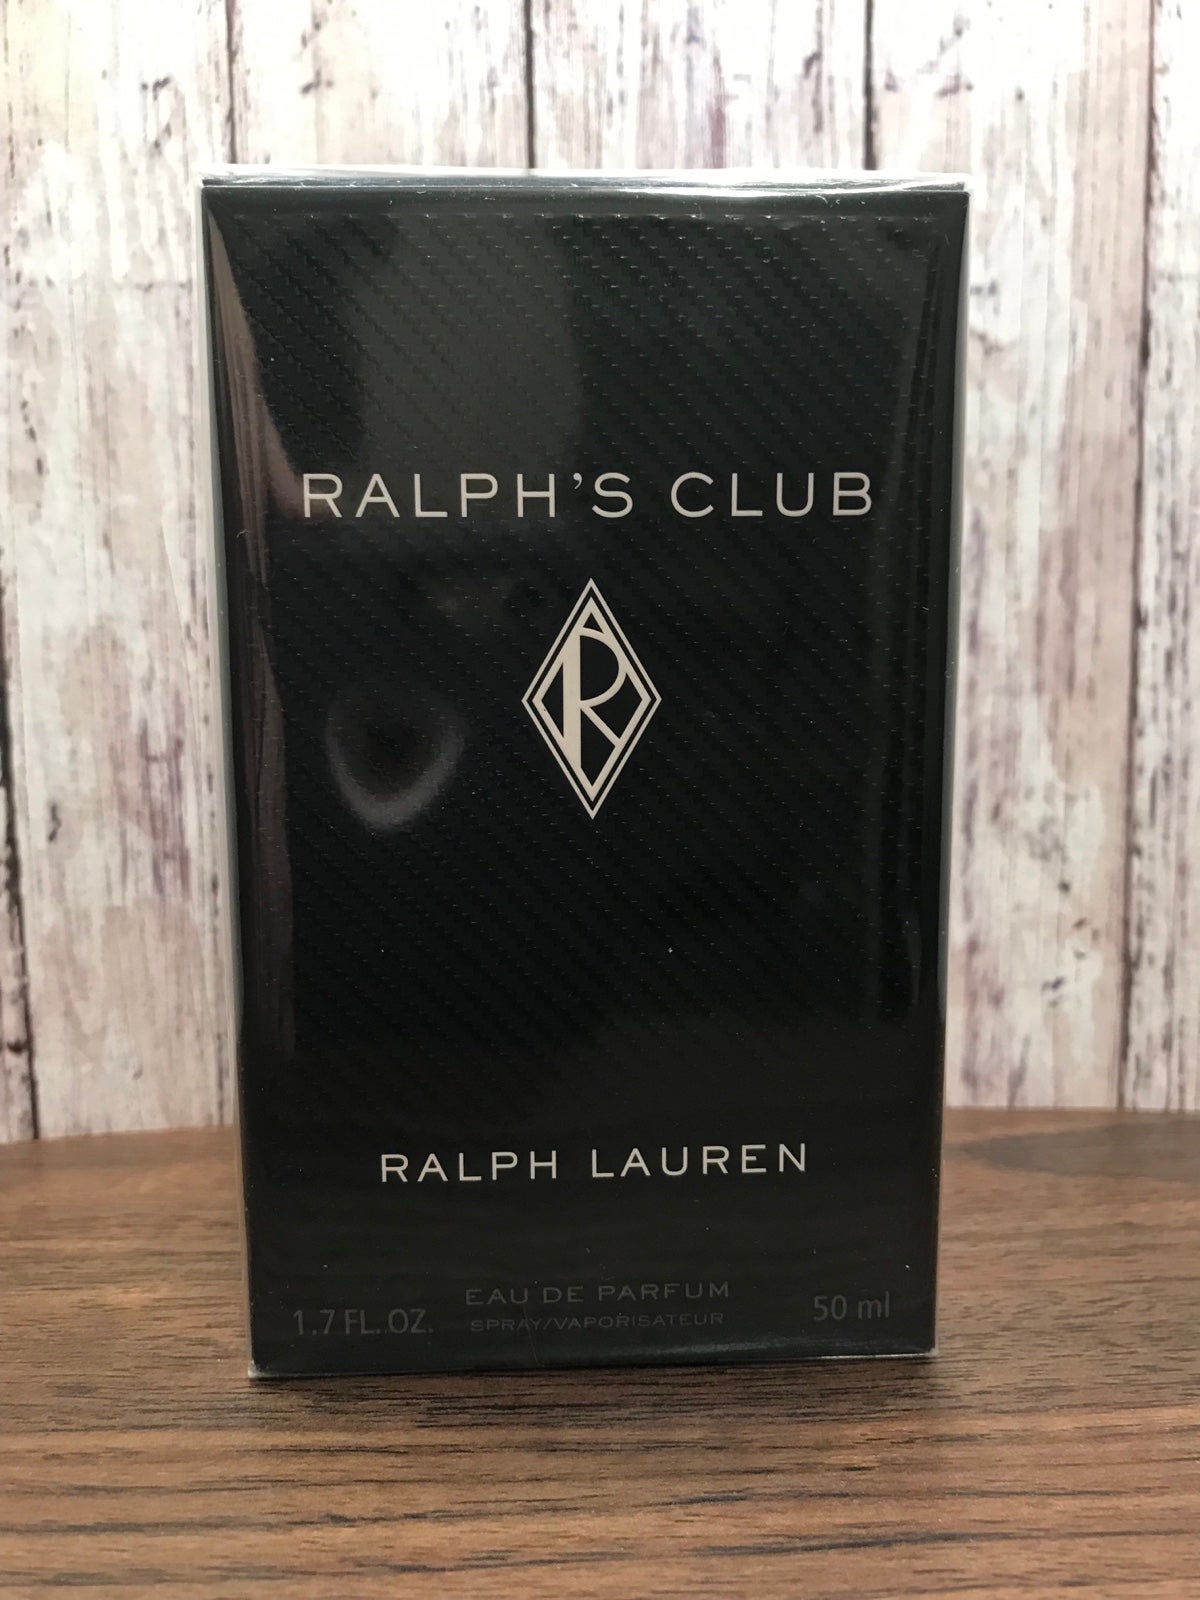 RALPH'S CLUB
R
RALPH LAUREN
EAU DE PARFUM
1.7 FL. OZ. SPRAY/VAPORISATEUR 50 ml